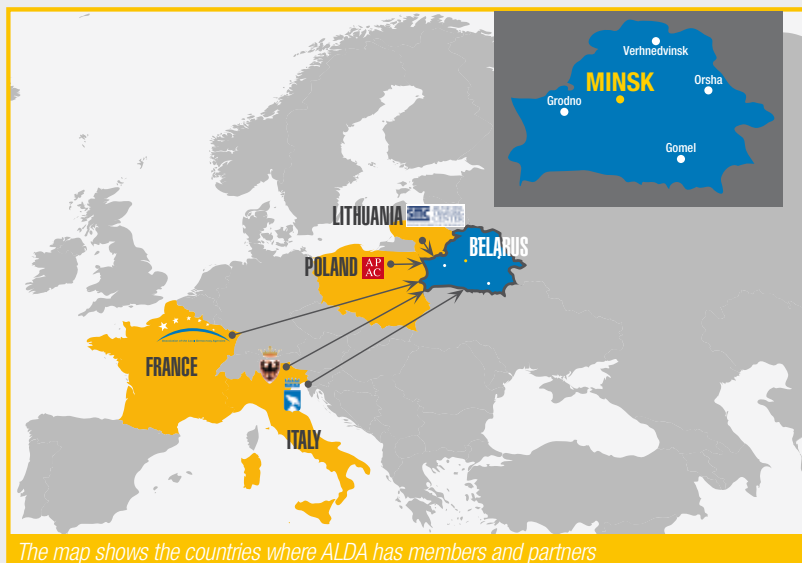 Verhnedvinsk
MINSK
Orsha
Grodno
Gomel
LITHUANIA
BELARUS
POLAND
AP
AC
FRANCE
ITALY
The map shows the countries where ALDA has members and partners